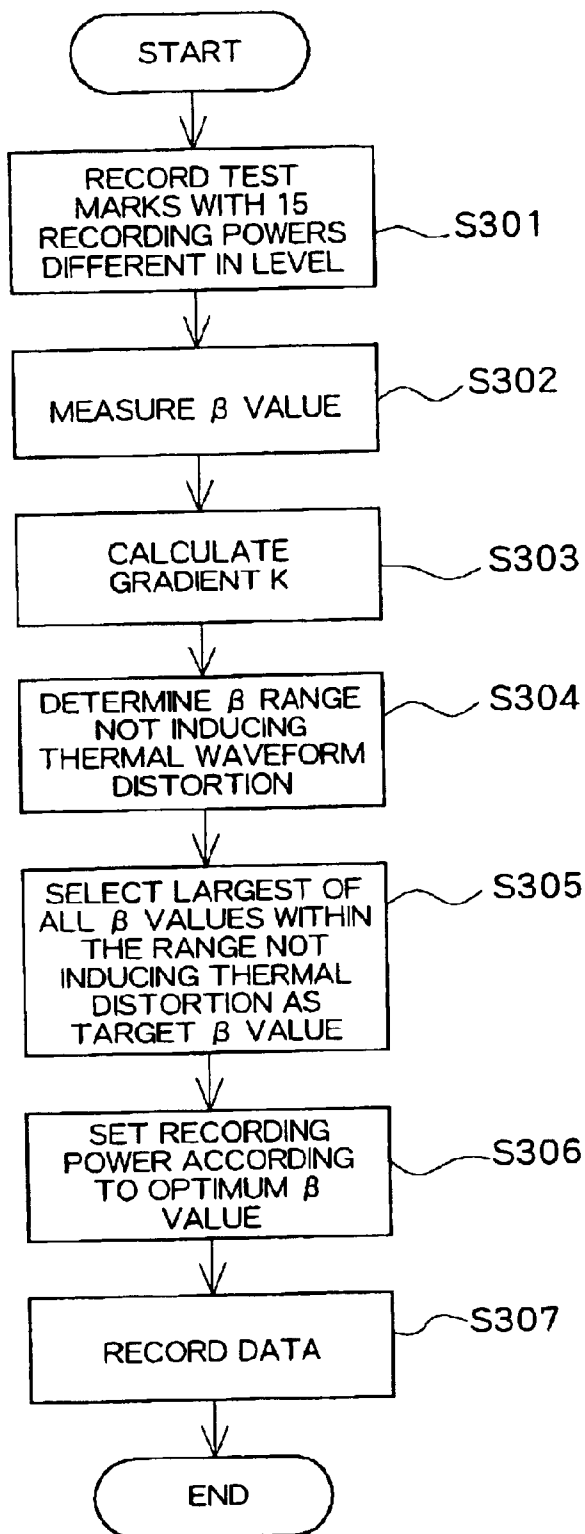 START
RECORD TEST
MARKS WITH 15
RECORDING POWERS
DIFFERENT IN LEVEL
S301
MEASURE β VALUE
S302
CALCULATE
GRADIENT K
S303
DETERMINE β RANGE
NOT INDUCING
THERMAL WAVEFORM
DISTORTION
S304
SELECT LARGEST OF
ALL β VALUES WITHIN
THE RANGE NOT
INDUCING THERMAL
DISTORTION AS
TARGET β VALUE
S305
SET RECORDING
POWER ACCORDING
TO OPTIMUM β
VALUE
S306
RECORD DATA
S307
END